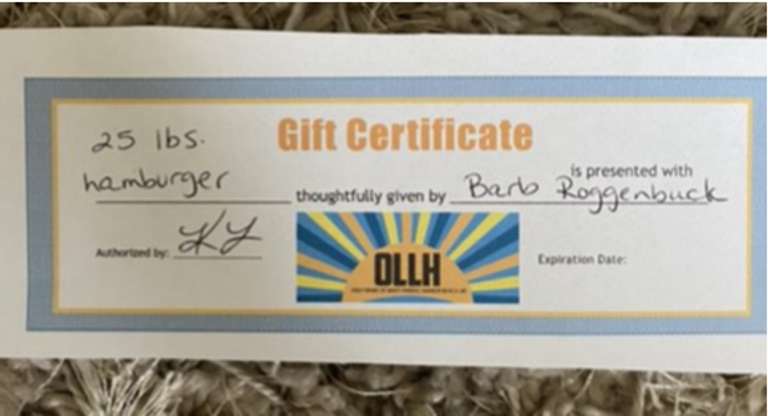 Gift Certificate
25 lbs.
hamburger
is presented with
thoughtfully given by Barb Roggenbuck
Authorized by: KY
OLLH
Expiration Date: